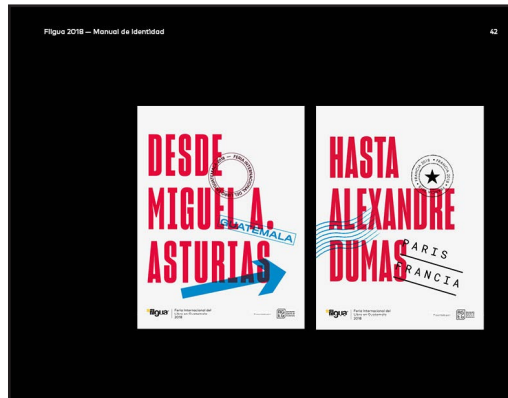 Filgua 2018 — Manual de Identidad
42
DESDE
MIGUEL A.
ASTURIAS
GUATEMALA
filgua
Feria Internacional del
Libro en Guatemala
2018
HASTA
ALEXANDRE
DUMAS
PARIS
FRANCIA
filgua
Feria Internacional del
Libro en Guatemala
2018